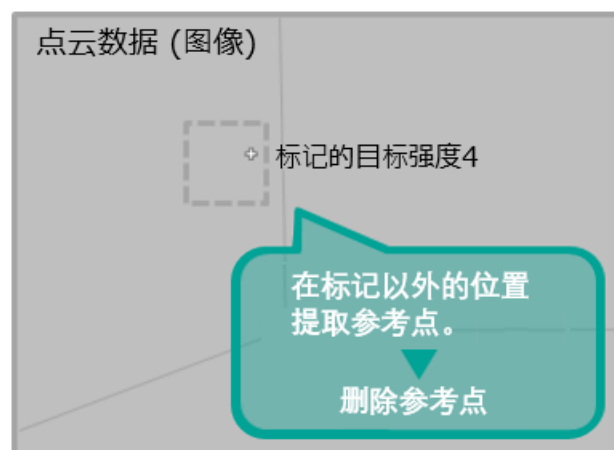 点云数据 (图像)
标记的目标强度4
在标记以外的位置
提取参考点。
删除参考点